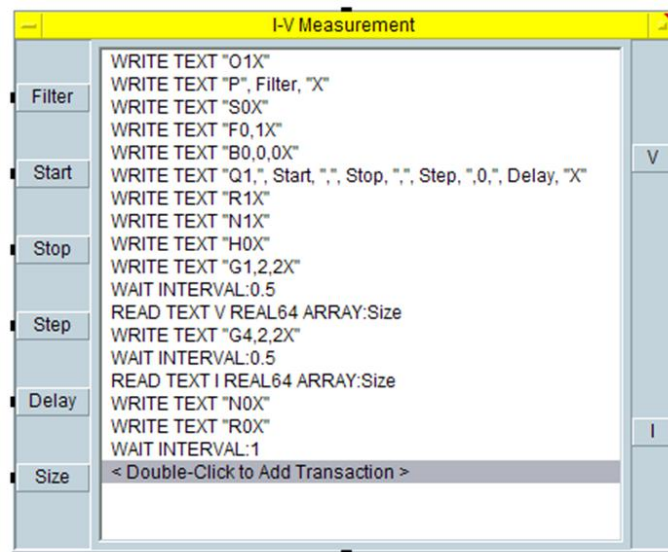 I-V Measurement
Filter
Start
Stop
Step
Delay
Size
WRITE TEXT "O1X"
WRITE TEXT "P", Filter, "X"
WRITE TEXT "S0X"
WRITE TEXT "F0,1X"
WRITE TEXT "B0,0,0X"
WRITE TEXT "Q1,", Start, ",", Stop, ",", Step, ",0,", Delay, "X"
WRITE TEXT "R1X"
WRITE TEXT "N1X"
WRITE TEXT "H0X"
WRITE TEXT "G1,2,2X"
WAIT INTERVAL:0.5
READ TEXT V REAL64 ARRAY:Size
WRITE TEXT "G4,2,2X"
WAIT INTERVAL:0.5
READ TEXT I REAL64 ARRAY:Size
WRITE TEXT "N0X"
WRITE TEXT "R0X"
WAIT INTERVAL:1
< Double-Click to Add Transaction >
V
I